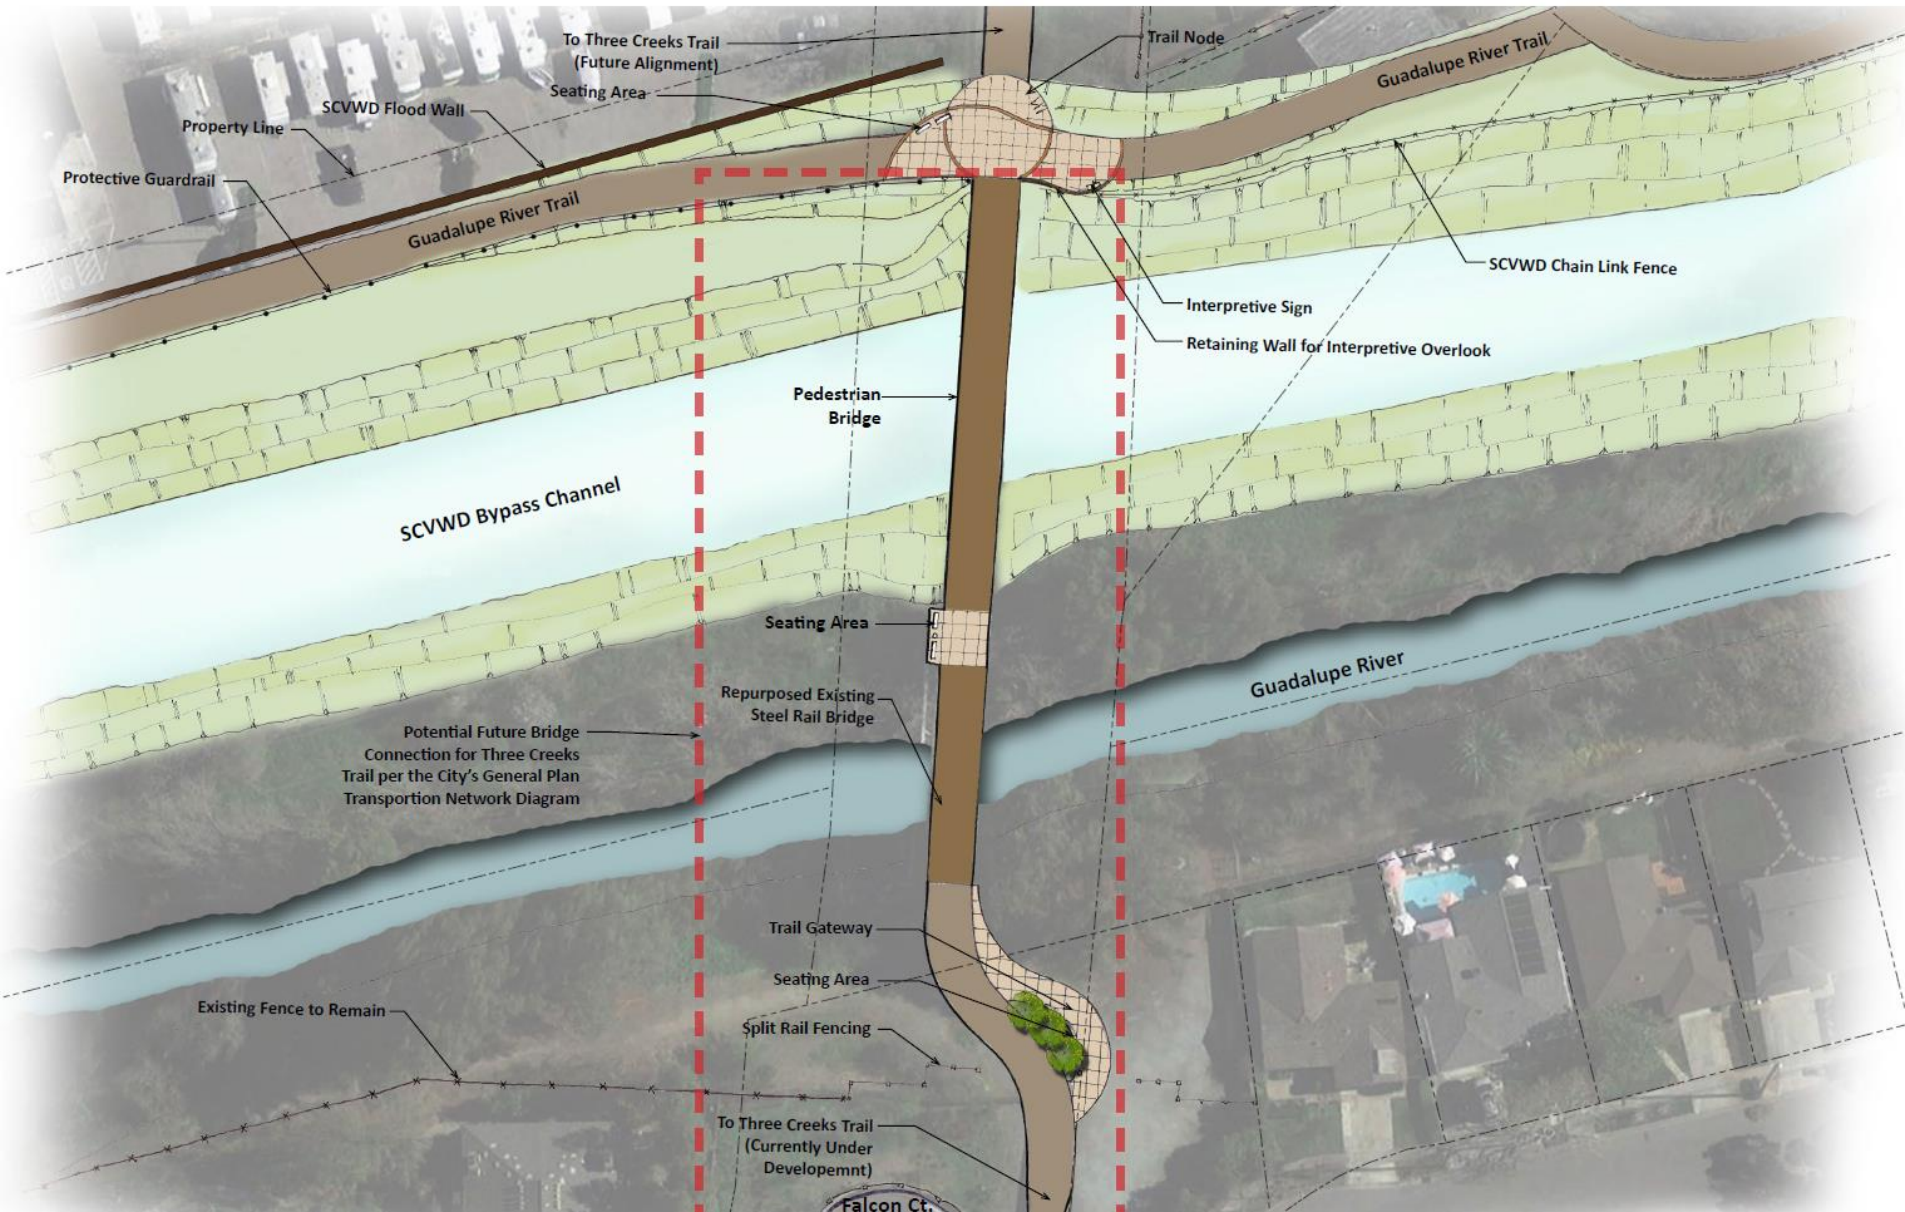 To Three Creeks Trail
(Future Alignment)
Trail Node
Guadalupe River Trail
Seating Area
SCVWD Flood Wall
Property Line
Protective Guardrail
Guadalupe River Trail
SCVWD Chain Link Fence
Interpretive Sign
Retaining Wall for Interpretive Overlook
Pedestrian
Bridge
SCVWD Bypass Channel
Seating Area
Guadalupe River
Repurposed Existing
Steel Rail Bridge
Potential Future Bridge
Connection for Three Creeks
Trail per the City's General Plan
Transportion Network Diagram
Trail Gateway
Seating Area
Existing Fence to Remain
Split Rail Fencing
To Three Creeks Trail
(Currently Under
Developemnt)
Falcon Ct.